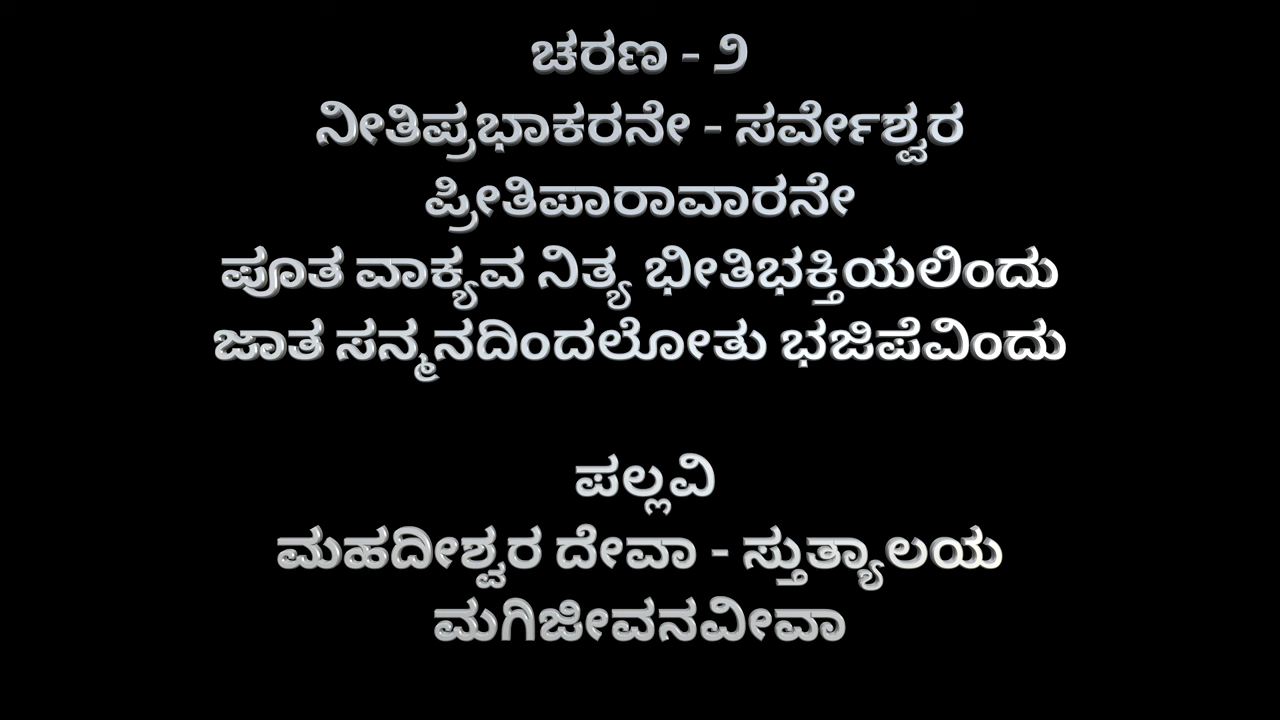 ಚರಣ - ೨
ನೀತಿಪ್ರಭಾಕರನೇ - ಸರ್ವೇಶ್ವರ
ಪ್ರೀತಿಪಾರಾವಾರನೇ
ಪೂತ ವಾಕ್ಯವ ನಿತ್ಯ ಭೀತಿಭಕ್ತಿಯಲಿಂದು
ಜಾತ ಸನ್ಮನದಿಂದಲೋತು ಭಜಿಪೆವಿಂದು
ಪಲ್ಲವಿ
ಮಹದೀಶ್ವರ ದೇವಾ - ಸ್ತುತ್ಯಾಲಯ
ಮಗಿಜೀವನವೀವಾ